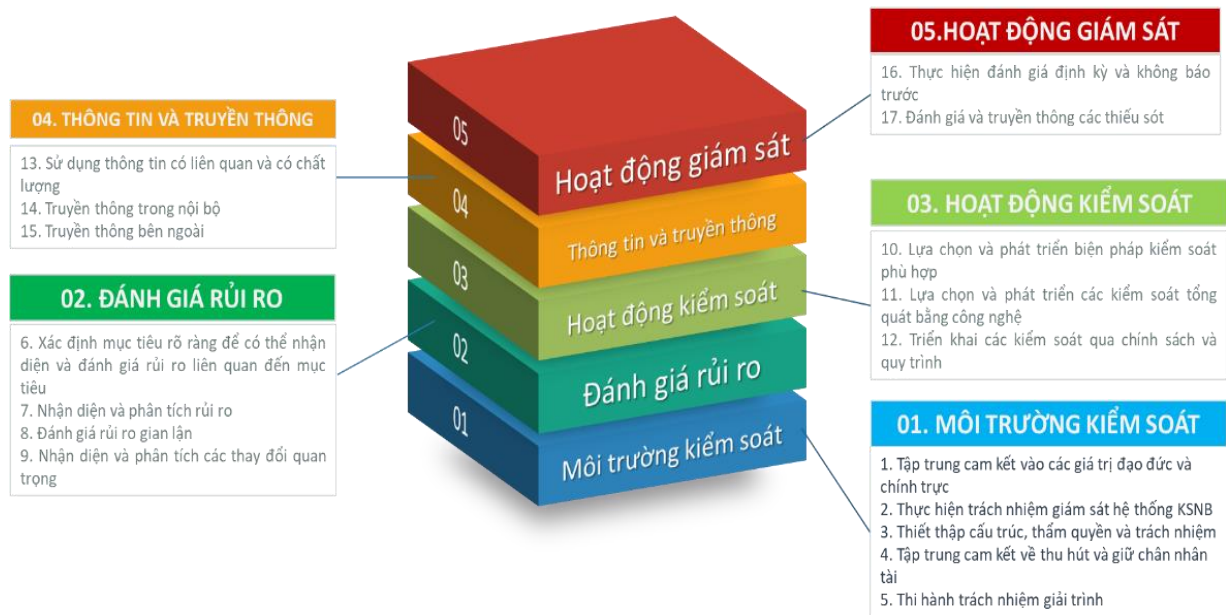 05.HOẠT ĐỘNG GIÁM SÁT
16. Thực hiện đánh giá định kỳ và không báo
trước
17. Đánh giá và truyền thông các thiếu sót
04. THÔNG TIN VÀ TRUYỀN THÔNG
13. Sử dụng thông tin có liên quan và có chất
lượng
14. Truyền thông trong nội bộ
15. Truyền thông bên ngoài
03. HOẠT ĐỘNG KIỂM SOÁT
10. Lựa chọn và phát triển biện pháp kiểm soát
phù hợp
11. Lựa chọn và phát triển các kiểm soát tổng
quát bằng công nghệ
12. Triển khai các kiểm soát qua chính sách và
quy trình
02. ĐÁNH GIÁ RỦI RO
6. Xác định mục tiêu rõ ràng để có thể nhận
diện và đánh giá rủi ro liên quan đến mục
tiêu
7. Nhận diện và phân tích rủi ro
8. Đánh giá rủi ro gian lận
9. Nhận diện và phân tích các thay đổi quan
trọng
01. MÔI TRƯỜNG KIỂM SOÁT
1. Tập trung cam kết vào các giá trị đạo đức và
chính trực
2. Thực hiện trách nhiệm giám sát hệ thống KSNB
3. Thiết thập cấu trúc, thẩm quyền và trách nhiệm
4. Tập trung cam kết về thu hút và giữ chân nhân
tài
5. Thi hành trách nhiệm giải trình
05 Hoạt động giám sát
04 Thông tin và truyền thông
03 Hoạt động kiểm soát
02 Đánh giá rủi ro
01 Môi trường kiểm soát